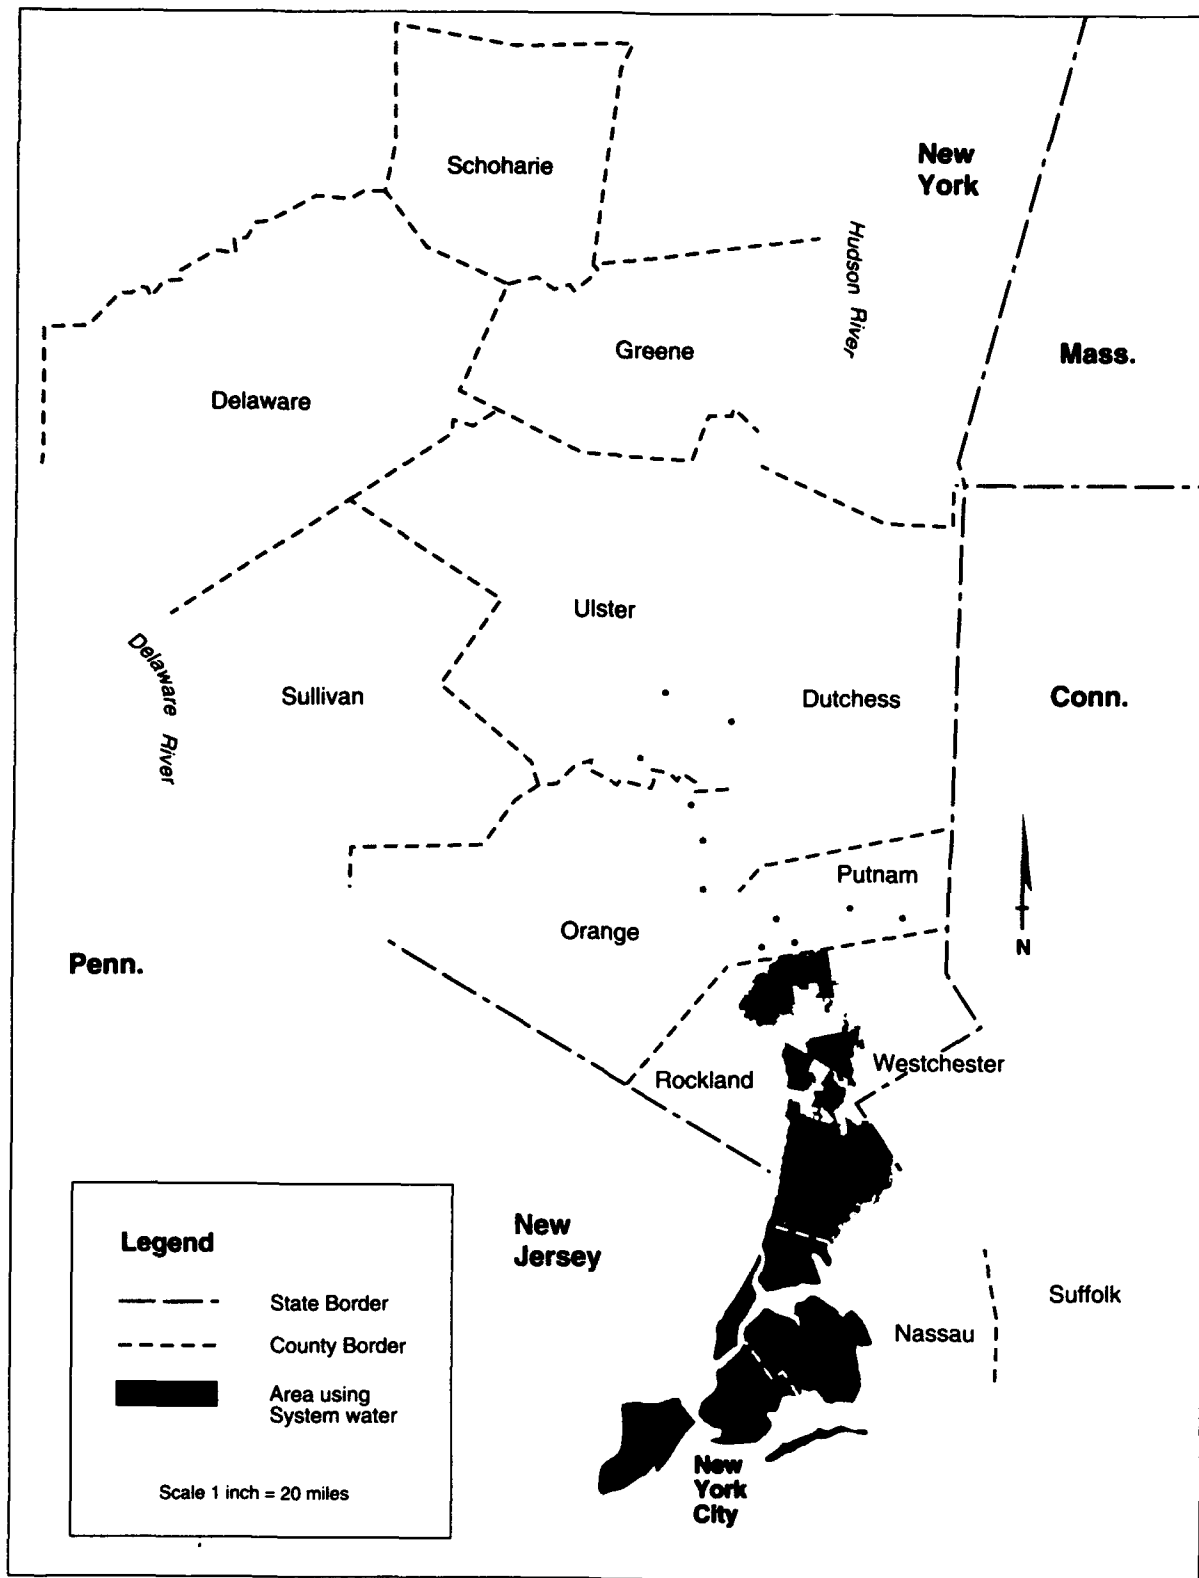 Schoharie
New
York
Hudson River
Greene
Mass.
Delaware
Ulster
Delaware River
Sullivan
Dutchess
Conn.
Putnam
Orange
N
Penn.
Westchester
Rockland
New
Jersey
Suffolk
Nassau
New
York
City
Legend
State Border
County Border
Area using
System water
Scale 1 inch = 20 miles